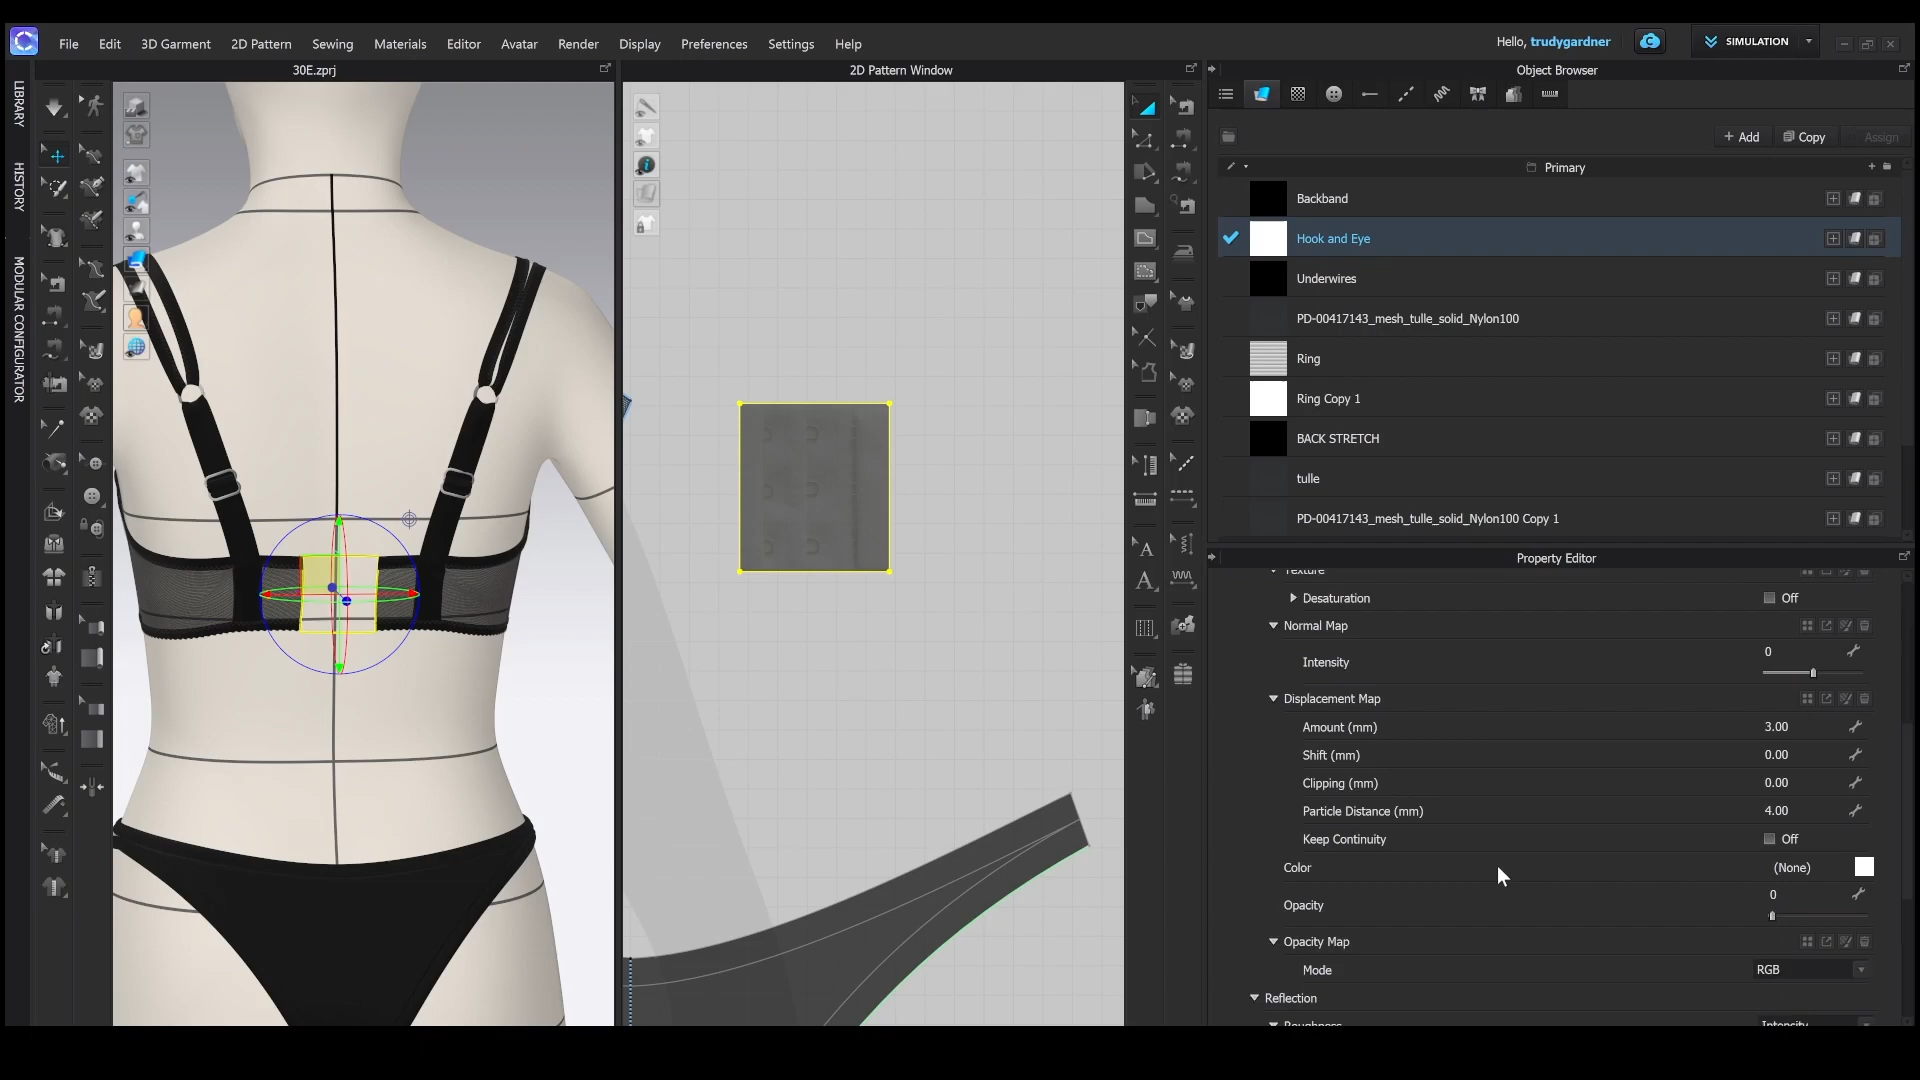 File Edit 3D Garment 2D Pattern Sewing Materials Editor Avatar Render Display Preferences Settings Help
Hello, trudygardner
SIMULATION
30E.zprj
2D Pattern Window
Object Browser
LIBRARY
HISTORY
MODULAR CONFIGURATOR
+ Add
Copy
Assign
Primary
Backband
Hook and Eye
Underwires
PD-00417143_mesh_tulle_solid_Nylon100
Ring
Ring Copy 1
BACK STRETCH
tulle
PD-00417143_mesh_tulle_solid_Nylon100 Copy 1
Property Editor
Texture
Desaturation Off
Normal Map
Intensity 0
Displacement Map
Amount (mm) 3.00
Shift (mm) 0.00
Clipping (mm) 0.00
Particle Distance (mm) 4.00
Keep Continuity Off
Color (None)
Opacity 0
Opacity Map
Mode RGB
Reflection
Roughness Intensity